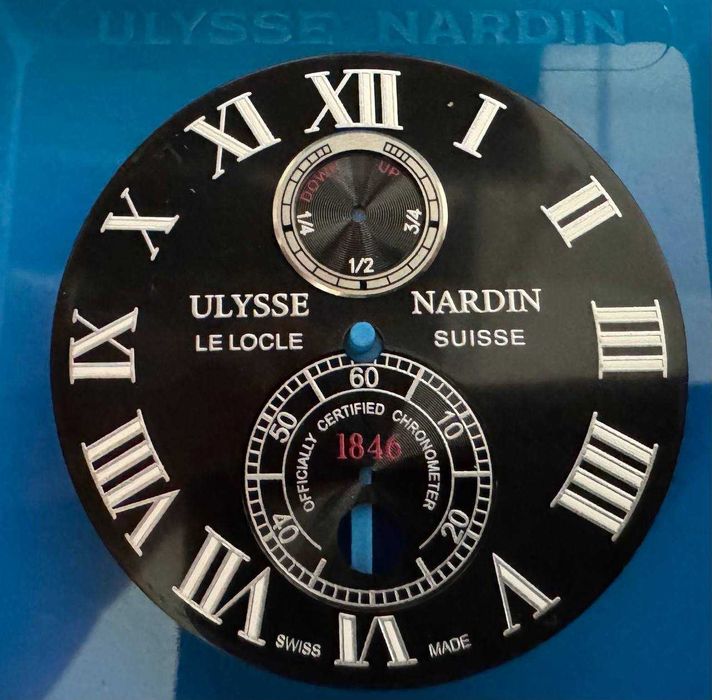 ULYSSE NARDIN
XII
I
II
III
IIII
V
VI
VII
VIII
IX
X
XI
DOWN UP
1/4 3/4
1/2
ULYSSE NARDIN
LE LOCLE SUISSE
60
50 10
OFFICIALLY CERTIFIED CHRONOMETER
1846
40 20
SWISS MADE